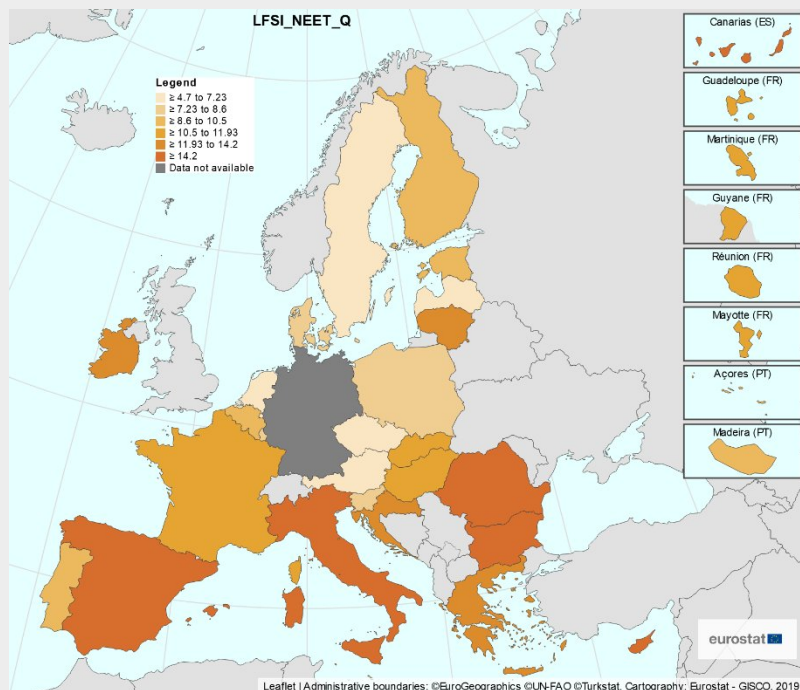 LFSI_NEET_Q
Legend
≥ 4.7 to 7.23
≥ 7.23 to 8.6
≥ 8.6 to 10.5
≥ 10.5 to 11.93
≥ 11.93 to 14.2
≥ 14.2
Data not available
Canarias (ES)
Guadeloupe (FR)
Martinique (FR)
Guyane (FR)
Réunion (FR)
Mayotte (FR)
Açores (PT)
Madeira (PT)
eurostat
Leaflet | Administrative boundaries: ©EuroGeographics ©UN-FAO ©Turkstat, Cartography: Eurostat - GISCO, 2019